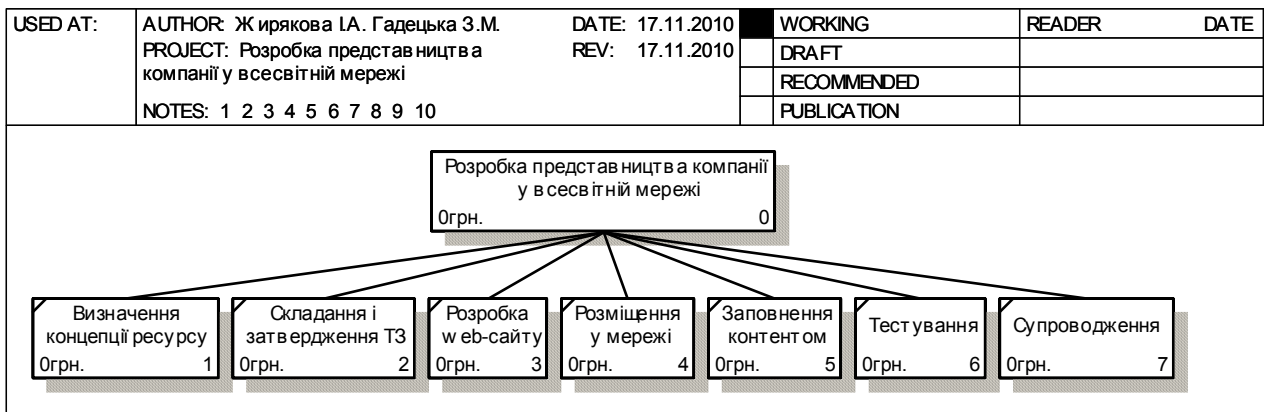 USED AT:
AUTHOR: Жирякова І.А. Гадецька З.М.
DATE: 17.11.2010
WORKING
READER
DATE
PROJECT: Розробка представництва
REV: 17.11.2010
DRAFT
компанії у всесвітній мережі
RECOMMENDED
NOTES: 1 2 3 4 5 6 7 8 9 10
PUBLICATION
Розробка представництва компанії
у всесвітній мережі
0грн. 0
Визначення
концепції ресурсу
0грн. 1
Складання і
затвердження ТЗ
0грн. 2
Розробка
web-сайту
0грн. 3
Розміщення
у мережі
0грн. 4
Заповнення
контентом
0грн. 5
Тестування
0грн. 6
Супроводження
0грн. 7